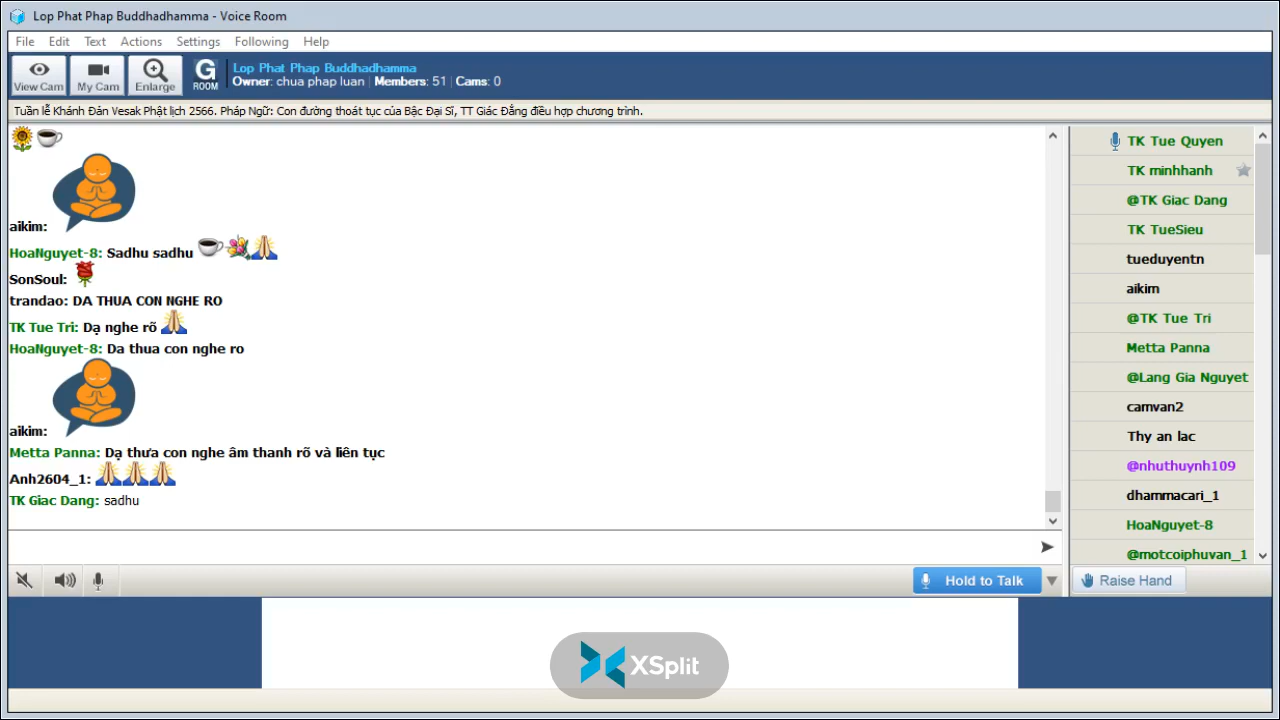 Lop Phat Phap Buddhadhamma - Voice Room
File Edit Text Actions Settings Following Help
View Cam My Cam Enlarge G ROOM
Lop Phat Phap Buddhadhamma
Owner: chua phap luan | Members: 51 | Cams: 0
Tuần lễ Khánh Đản Vesak Phật lịch 2566. Pháp Ngữ: Con đường thoát tục của Bậc Đại Sĩ, TT Giác Đẳng điều hợp chương trình.
aikim:
HoaNguyet-8: Sadhu sadhu
SonSoul:
trandao: DA THUA CON NGHE RO
TK Tue Tri: Dạ nghe rõ
HoaNguyet-8: Da thua con nghe ro
aikim:
Metta Panna: Dạ thưa con nghe âm thanh rõ và liên tục
Anh2604_1:
TK Giac Dang: sadhu
TK Tue Quyen
TK minhhanh
@TK Giac Dang
TK TueSieu
tueduyentn
aikim
@TK Tue Tri
Metta Panna
@Lang Gia Nguyet
camvan2
Thy an lac
@nhuthuynh109
dhammacari_1
HoaNguyet-8
@motcoiphuvan_1
Hold to Talk
Raise Hand
XSplit